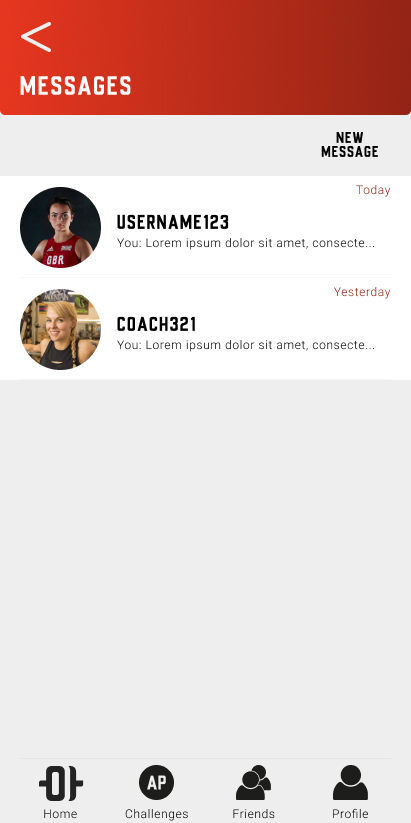 MESSAGES
NEW
MESSAGE
Today
USERNAME123
You: Lorem ipsum dolor sit amet, consecte...
Yesterday
COACH321
You: Lorem ipsum dolor sit amet, consecte...
AP
Home
Challenges
Friends
Profile